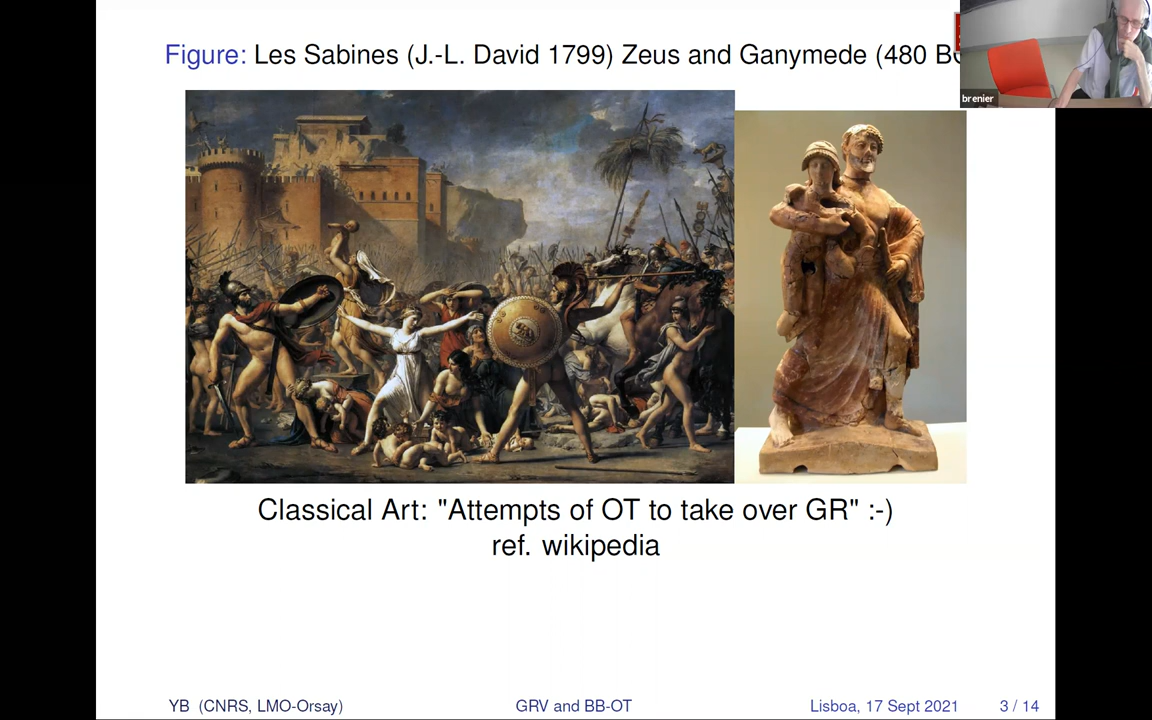 Figure: Les Sabines (J.-L. David 1799) Zeus and Ganymede (480 B
brenier
Classical Art: "Attempts of OT to take over GR" :-)
ref. wikipedia
YB (CNRS, LMO-Orsay) GRV and BB-OT Lisboa, 17 Sept 2021 3 / 14